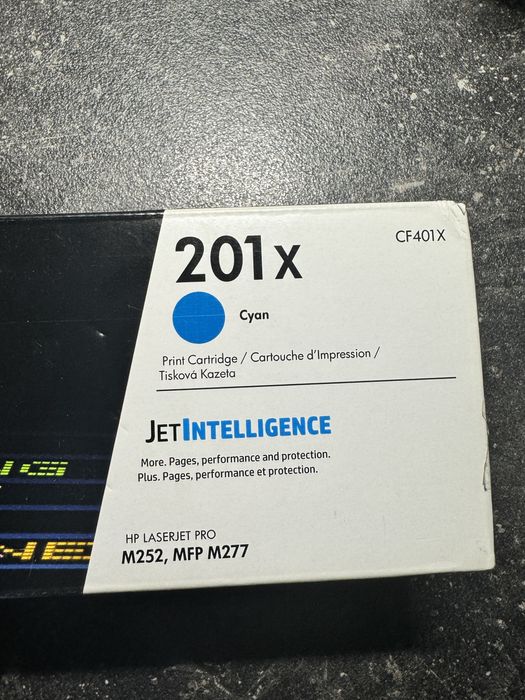 201X
CF401X
Cyan
Print Cartridge / Cartouche d'Impression /
Tisková Kazeta
JETINTELLIGENCE
More. Pages, performance and protection.
Plus. Pages, performance et protection.
HP LASERJET PRO
M252, MFP M277